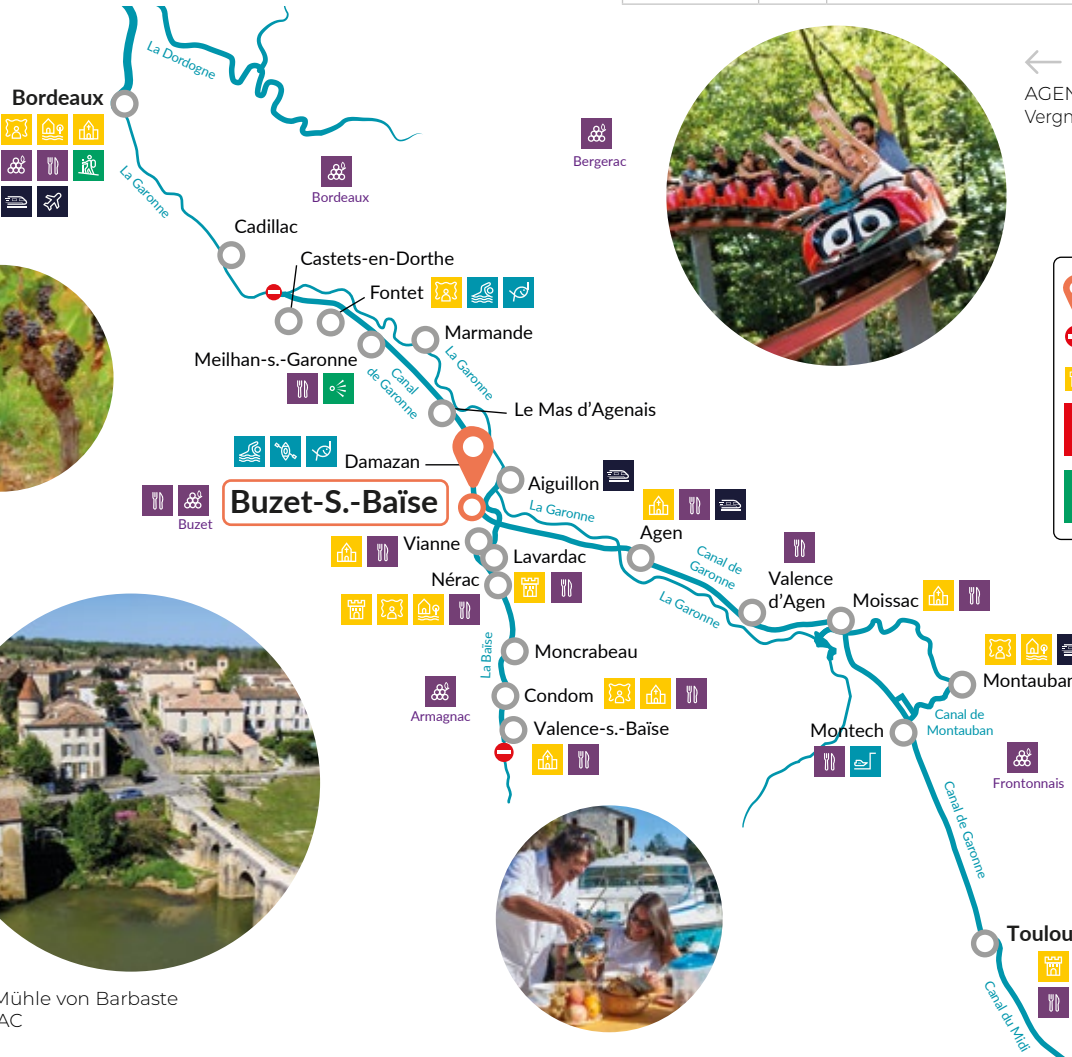 La Dordogne
Bordeaux
La Garonne
Bordeaux
Bergerac
AGEN
Vergn
Cadillac
Castets-en-Dorthe
Fontet
Marmande
Meilhan-s.-Garonne
La Garonne
Canal
de Garonne
Le Mas d'Agenais
Damazan
Buzet-S.-Baïse
Buzet
Aiguillon
La Garonne
Agen
Vianne
Lavardac
Nérac
Canal de
Garonne
La Garonne
Valence
d'Agen
Moissac
La Baïse
Moncrabeau
Armagnac
Condom
Valence-s.-Baïse
Montauban
Canal de
Montauban
Montech
Frontonnais
Canal de Garonne
Toulou
Canal du Midi
Mühle von Barbaste
AC